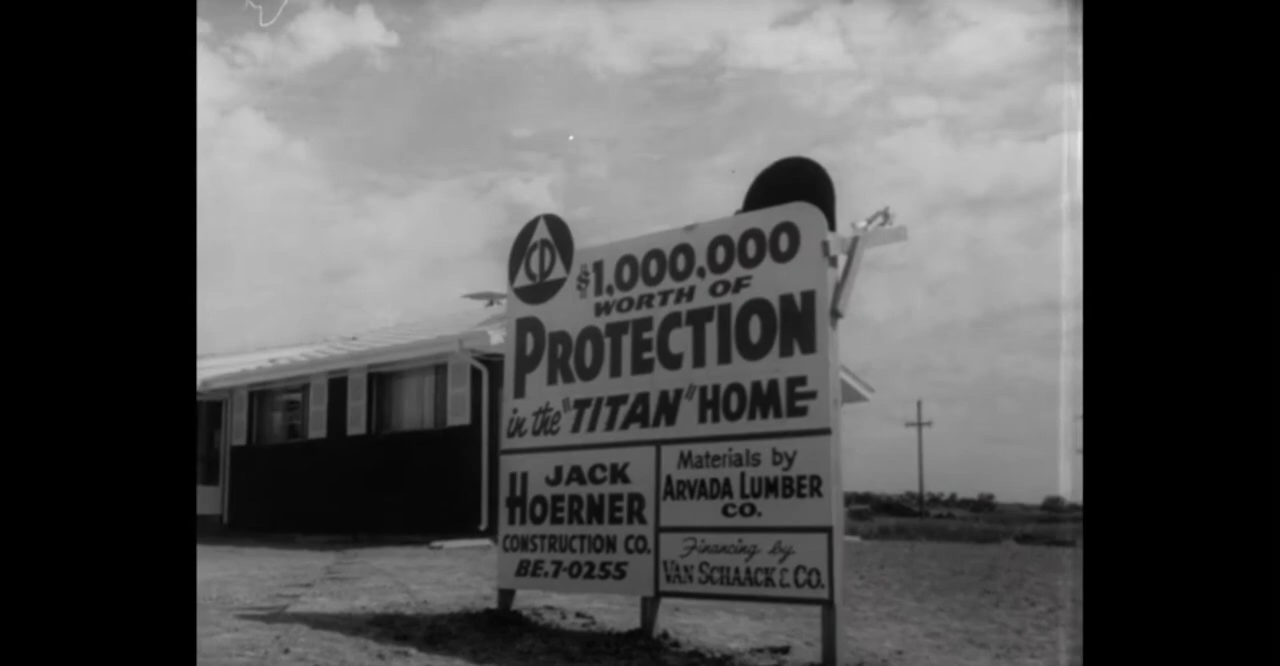 CD
$1,000,000
WORTH OF
PROTECTION
in the "TITAN" HOME
JACK
HOERNER
CONSTRUCTION CO.
BE.7-0255
Materials by
ARVADA LUMBER
CO.
Financing by
VAN SCHAACK & CO.